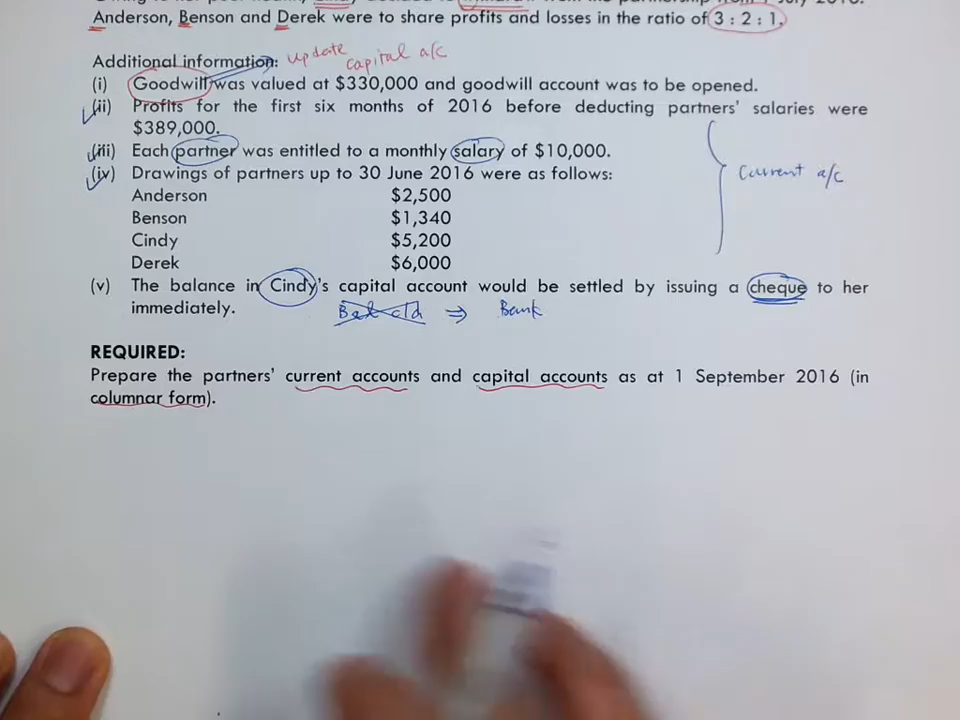 Anderson, Benson and Derek were to share profits and losses in the ratio of 3 : 2 : 1.
Additional information: update capital a/c
(i) Goodwill was valued at $330,000 and goodwill account was to be opened.
(ii) Profits for the first six months of 2016 before deducting partners' salaries were
$389,000.
(iii) Each partner was entitled to a monthly salary of $10,000.
(iv) Drawings of partners up to 30 June 2016 were as follows:
Current a/c
Anderson $2,500
Benson $1,340
Cindy $5,200
Derek $6,000
(v) The balance in Cindy's capital account would be settled by issuing a cheque to her
immediately.
⇒ Bank
REQUIRED:
Prepare the partners' current accounts and capital accounts as at 1 September 2016 (in
columnar form).